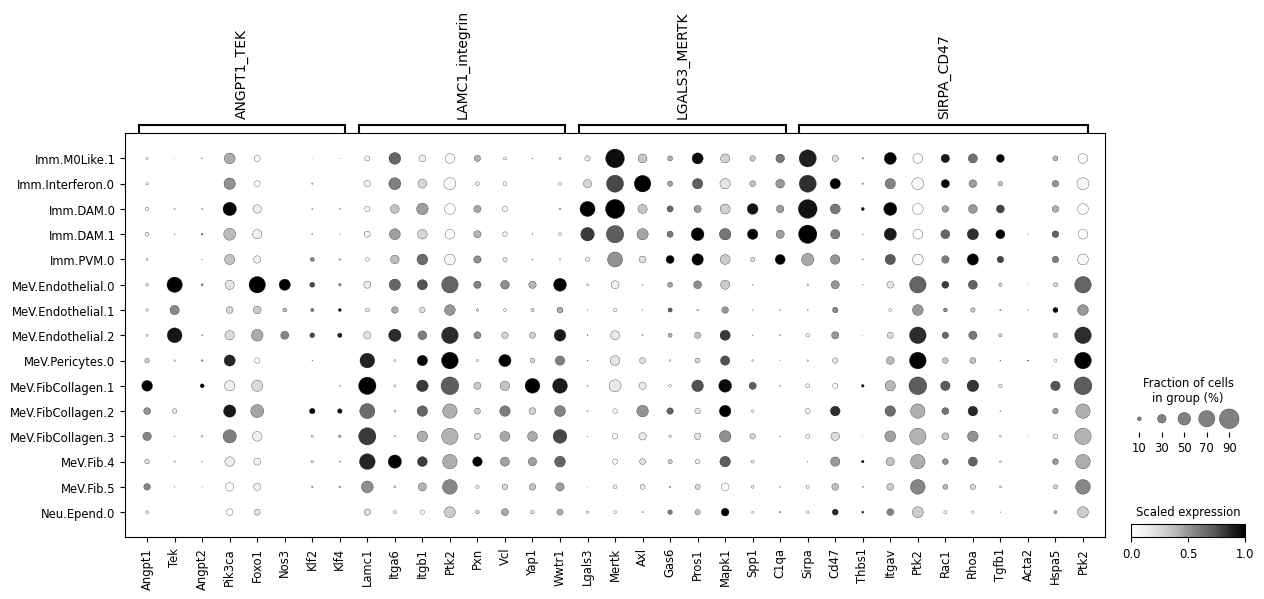 ANGPT1_TEK
LAMC1_integrin
LGALS3_MERTK
SIRPA_CD47
Imm.M0Like.1
Imm.Interferon.0
Imm.DAM.0
Imm.DAM.1
Imm.PVM.0
MeV.Endothelial.0
MeV.Endothelial.1
MeV.Endothelial.2
MeV.Pericytes.0
MeV.FibCollagen.1
MeV.FibCollagen.2
MeV.FibCollagen.3
MeV.Fib.4
MeV.Fib.5
Neu.Epend.0
Angpt1
Tek
Angpt2
Pik3ca
Foxo1
Nos3
Klf2
Klf4
Lamc1
Itga6
Itgb1
Ptk2
Pxn
Vcl
Yap1
Wwtr1
Lgals3
Mertk
Axl
Gas6
Pros1
Mapk1
Spp1
C1qa
Sirpa
Cd47
Thbs1
Itgav
Ptk2
Rac1
Rhoa
Tgfb1
Acta2
Hspa5
Ptk2
Fraction of cells
in group (%)
10 30 50 70 90
Scaled expression
0.0 0.5 1.0